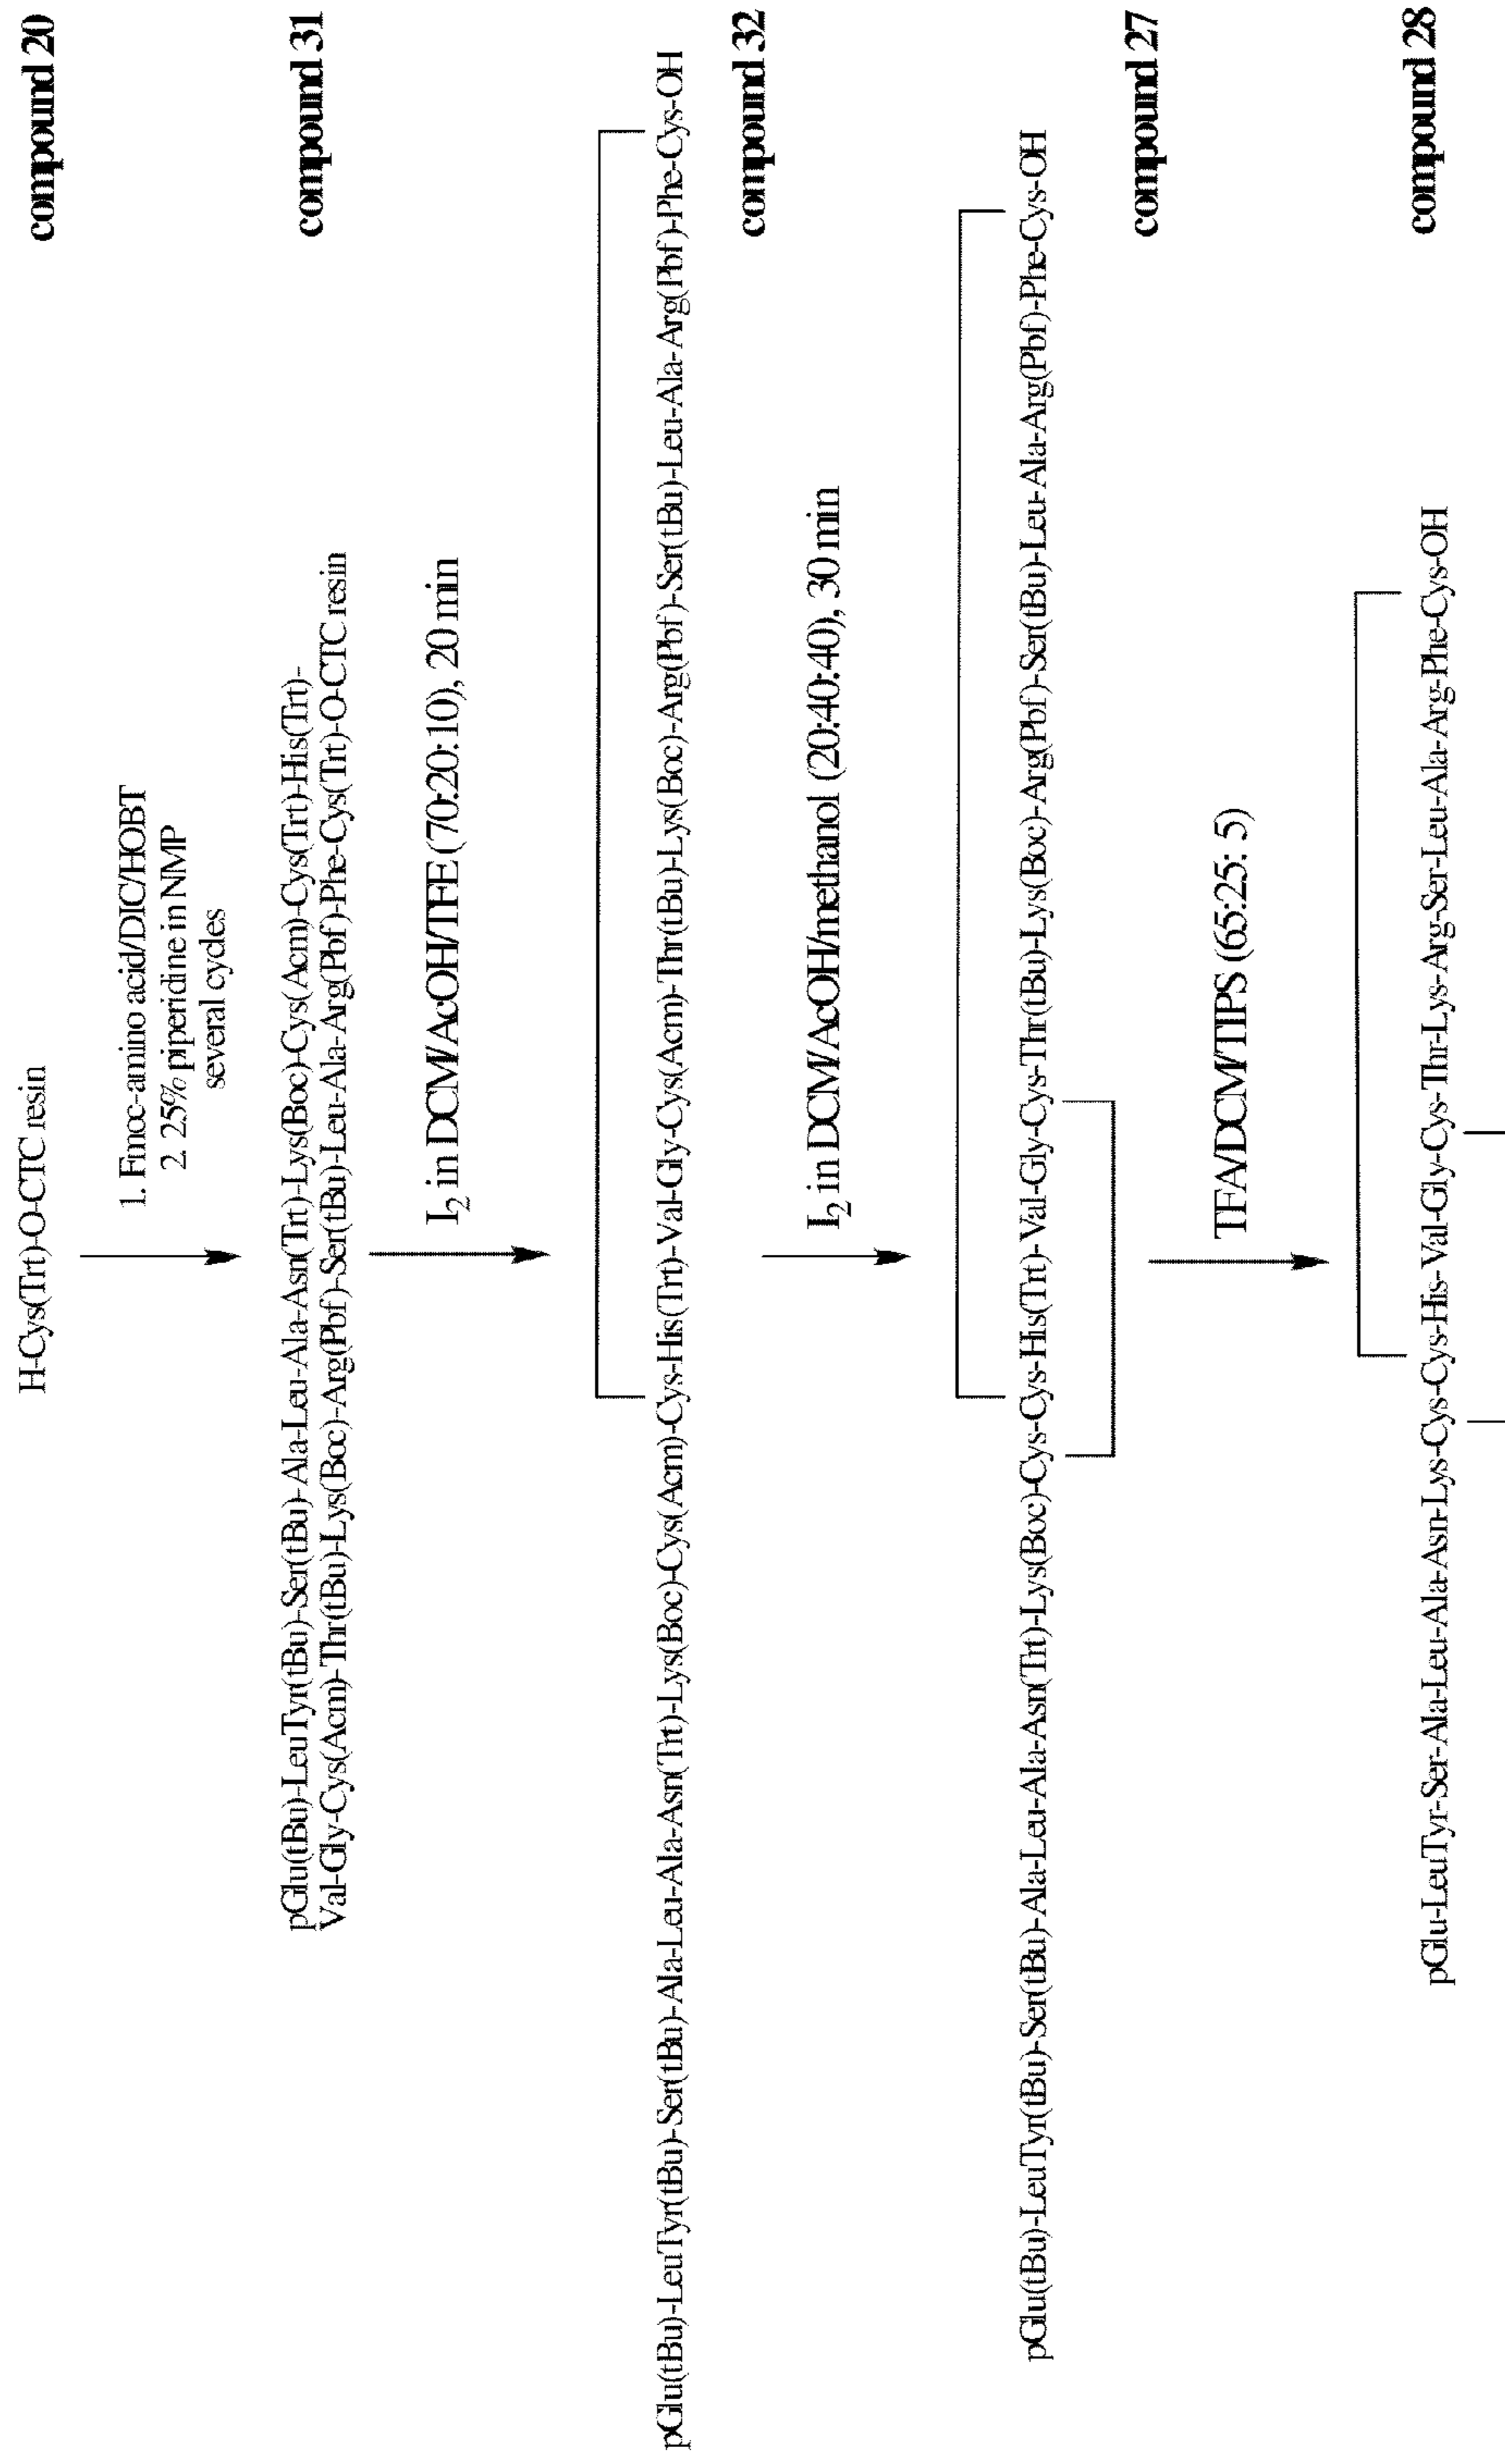 H-Cys(Trt)-O-CTC resin
compound 20
1. Fmoc-amino acid/DIC/HOBT
2. 25% piperidine in NMP
several cycles
pGlu(tBu)-LeuTyr(tBu)-Ser(tBu)-Ala-Leu-Ala-Asn(Trt)-Lys(Boc)-Cys(Acm)-Cys(Trt)-His(Trt)-
Val-Gly-Cys(Acm)-Thr(tBu)-Lys(Boc)-Arg(Pbf)-Ser(tBu)-Leu-Ala-Arg(Pbf)-Phe-Cys(Trt)-O-CTC resin
compound 31
I2 in DCM/AcOH/TFE (70:20:10), 20 min
pGlu(tBu)-LeuTyr(tBu)-Ser(tBu)-Ala-Leu-Ala-Asn(Trt)-Lys(Boc)-Cys(Acm)-Cys-His(Trt)-Val-Gly-Cys(Acm)-Thr(tBu)-Lys(Boc)-Arg(Pbf)-Ser(tBu)-Leu-Ala-Arg(Pbf)-Phe-Cys-OH
compound 32
I2 in DCM/AcOH/methanol (20:40:40), 30 min
pGlu(tBu)-LeuTyr(tBu)-Ser(tBu)-Ala-Leu-Ala-Asn(Trt)-Lys(Boc)-Cys-Cys-His(Trt)-Val-Gly-Cys-Thr(tBu)-Lys(Boc)-Arg(Pbf)-Ser(tBu)-Leu-Ala-Arg(Pbf)-Phe-Cys-OH
compound 27
TFA/DCM/TIPS (65:25: 5)
pGlu-LeuTyr-Ser-Ala-Leu-Ala-Asn-Lys-Cys-Cys-His-Val-Gly-Cys-Thr-Lys-Arg-Ser-Leu-Ala-Arg-Phe-Cys-OH
compound 28